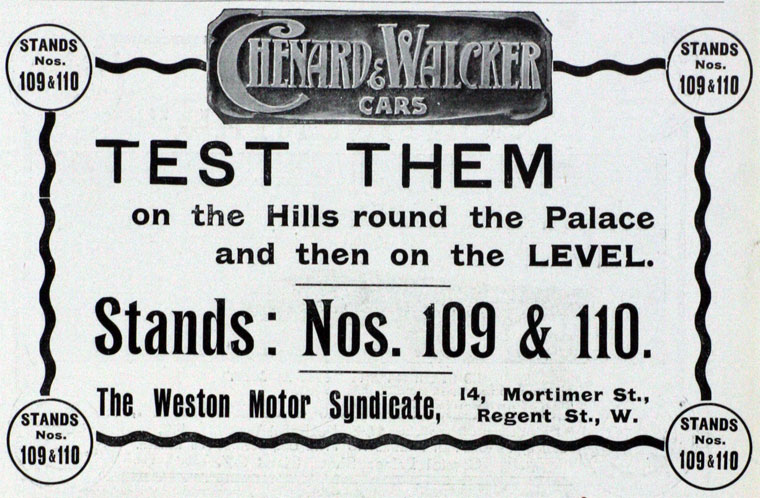 STANDS
Nos.
109 & 110
CHENARD & WALCKER
CARS
STANDS
Nos.
109 & 110
TEST THEM
on the Hills round the Palace
and then on the LEVEL.
Stands: Nos. 109 & 110.
The Weston Motor Syndicate, 14, Mortimer St.,
Regent St., W.
STANDS
Nos.
109 & 110
STANDS
Nos.
109 & 110